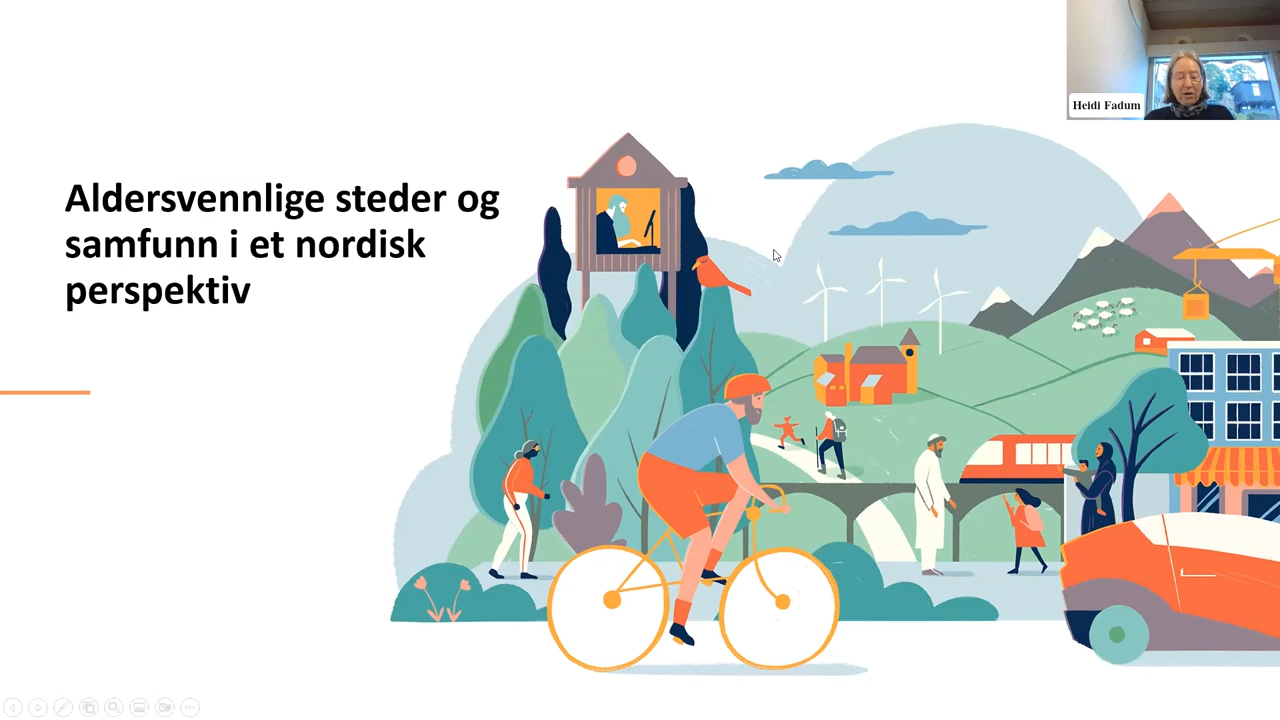 Heidi Fadum
Aldersvennlige steder og
samfunn i et nordisk
perspektiv